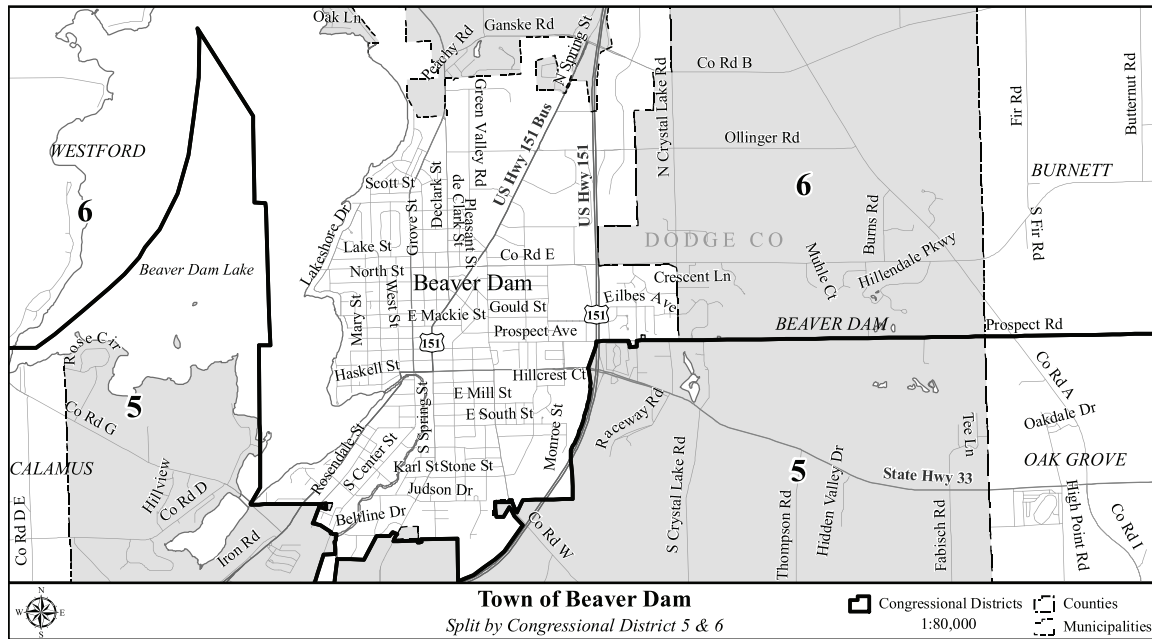 Oak Ln
Ganske Rd
Peachy Rd
N Spring St
Co Rd B
N Crystal Lake Rd
Fir Rd
Butternut Rd
Green Valley Rd
US Hwy 151 Bus
US Hwy 151
Ollinger Rd
WESTFORD
BURNETT
6
6
Scott St
Declark St
de Clark St
Pleasant St
Grove St
Lakeshore Dr
Burns Rd
S Fir Rd
DODGE CO
Lake St
Co Rd E
Muhle Ct
Hillendale Pkwy
Beaver Dam Lake
North St
Crescent Ln
Beaver Dam
West St
Mary St
Eilbes Ave
E Mackie St
Gould St
151
Prospect Ave
BEAVER DAM
Prospect Rd
151
Rose Cir
Haskell St
Hillcrest Ct
Co Rd A
5
E Mill St
Raceway Rd
Co Rd G
S Spring St
E South St
Monroe St
Oakdale Dr
Tee Ln
Rosendale St
S Center St
CALAMUS
Karl St
Stone St
5
State Hwy 33
OAK GROVE
Hillview
Co Rd D
Judson Dr
S Crystal Lake Rd
Thompson Rd
Hidden Valley Dr
Fabisch Rd
High Point Rd
Co Rd I
Co Rd D E
Beltline Dr
Iron Rd
Co Rd W
N
W E
S
Town of Beaver Dam
Split by Congressional District 5 & 6
Congressional Districts
1:80,000
Counties
Municipalities